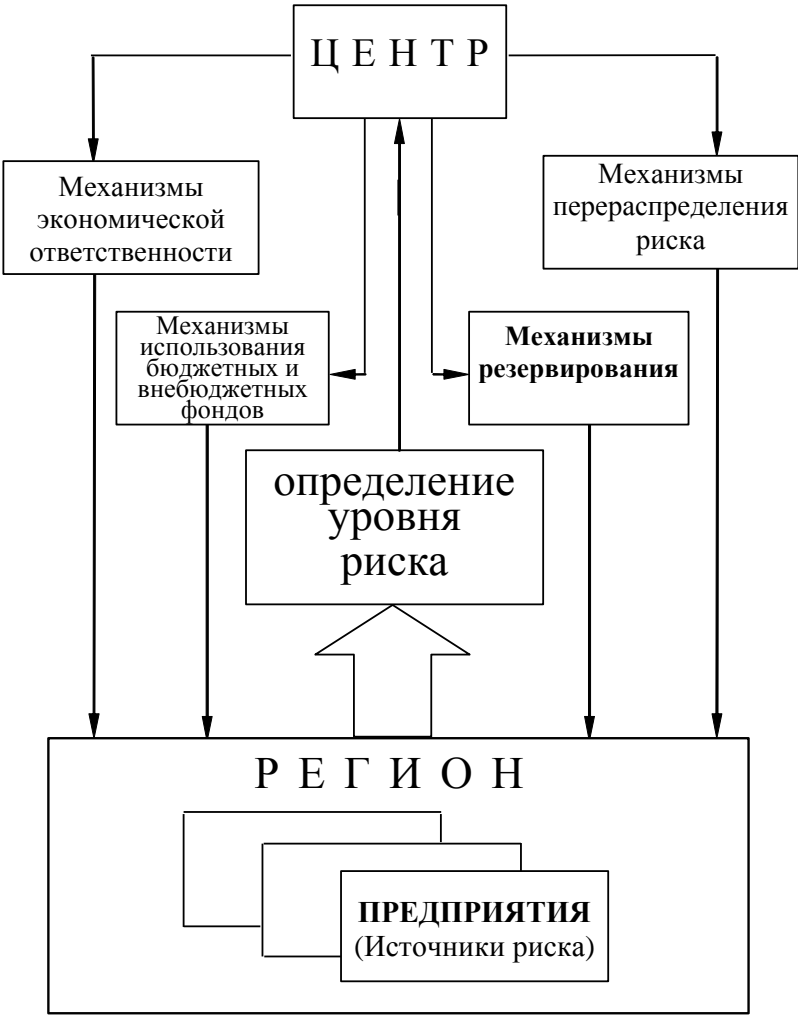 Ц Е Н Т Р
Механизмы
экономической
ответственности
Механизмы
перераспределения
риска
Механизмы
использования
бюджетных и
внебюджетных
фондов
Механизмы
резервирования
определение
уровня
риска
Р Е Г И О Н
ПРЕДПРИЯТИЯ
(Источники риска)